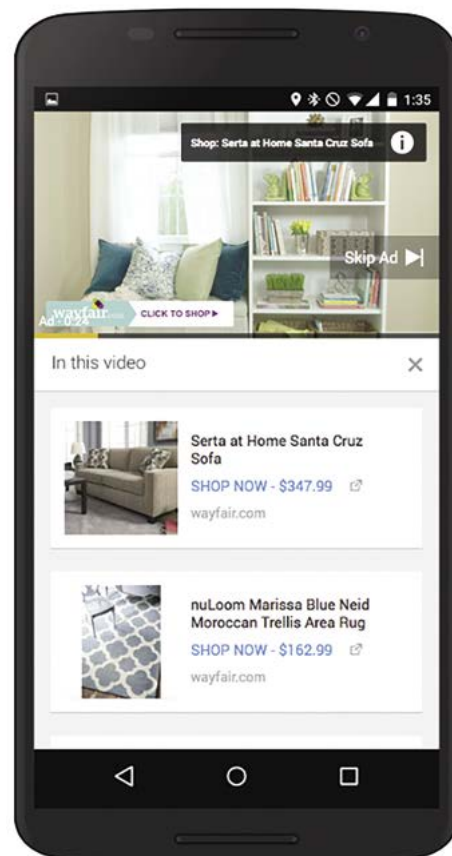 1:35
Shop: Serta at Home Santa Cruz Sofa
Skip Ad
wayfair.com
CLICK TO SHOP
Ad - 0:24
In this video
Serta at Home Santa Cruz
Sofa
SHOP NOW - $347.99
wayfair.com
nuLoom Marissa Blue Neid
Moroccan Trellis Area Rug
SHOP NOW - $162.99
wayfair.com